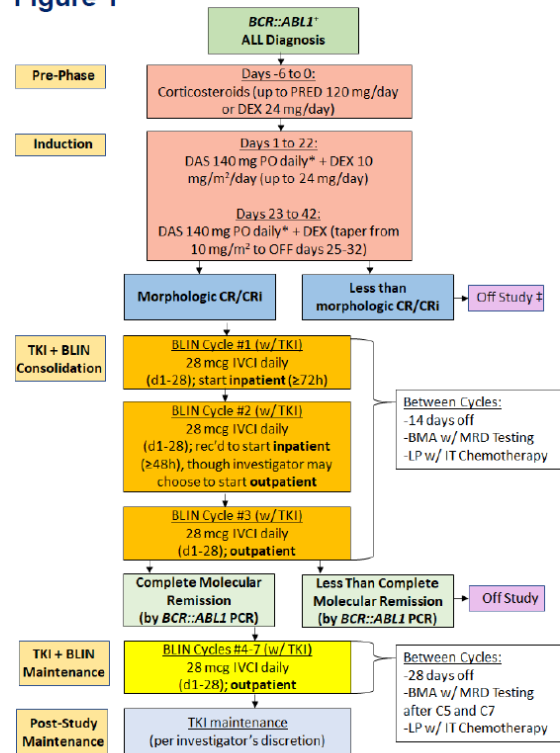 Figure 1
BCR::ABL1+
ALL Diagnosis
Pre-Phase
Days -6 to 0:
Corticosteroids (up to PRED 120 mg/day
or DEX 24 mg/day)
Induction
Days 1 to 22:
DAS 140 mg PO daily* + DEX 10
mg/m²/day (up to 24 mg/day)
Days 23 to 42:
DAS 140 mg PO daily* + DEX (taper from
10 mg/m² to OFF days 25-32)
Morphologic CR/CRi
Less than
morphologic CR/CRi
Off Study ‡
TKI + BLIN
Consolidation
BLIN Cycle #1 (w/TKI)
28 mcg IVCI daily
(d1-28); start inpatient (≥72h)
BLIN Cycle #2 (w/TKI)
28 mcg IVCI daily
(d1-28); rec'd to start inpatient
(≥48h), though investigator may
choose to start outpatient
BLIN Cycle #3 (w/TKI)
28 mcg IVCI daily
(d1-28); outpatient
Between Cycles:
-14 days off
-BMA w/ MRD Testing
-LP w/ IT Chemotherapy
Complete Molecular
Remission
(by BCR::ABL1 PCR)
Less Than Complete
Molecular Remission
(by BCR::ABL1 PCR)
Off Study
TKI + BLIN
Maintenance
BLIN Cycles #4-7 (w/TKI)
28 mcg IVCI daily
(d1-28); outpatient
Between Cycles:
-28 days off
-BMA w/ MRD Testing
after C5 and C7
-LP w/ IT Chemotherapy
Post-Study
Maintenance
TKI maintenance
(per investigator's discretion)